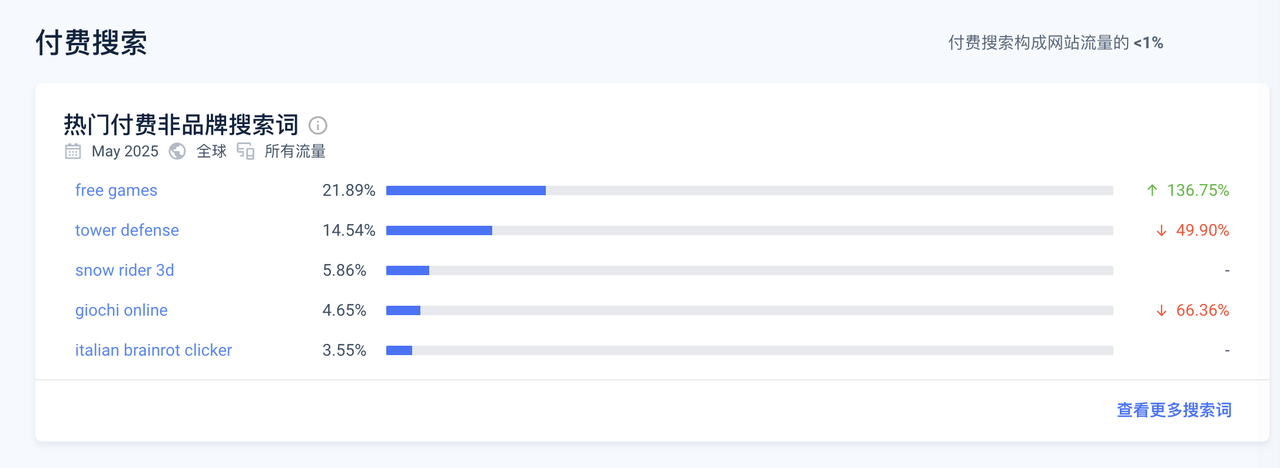 付费搜索
付费搜索构成网站流量的 <1%
热门付费非品牌搜索词
May 2025 全球 所有流量
free games 21.89% ↑ 136.75%
tower defense 14.54% ↓ 49.90%
snow rider 3d 5.86% -
giochi online 4.65% ↓ 66.36%
italian brainrot clicker 3.55% -
查看更多搜索词